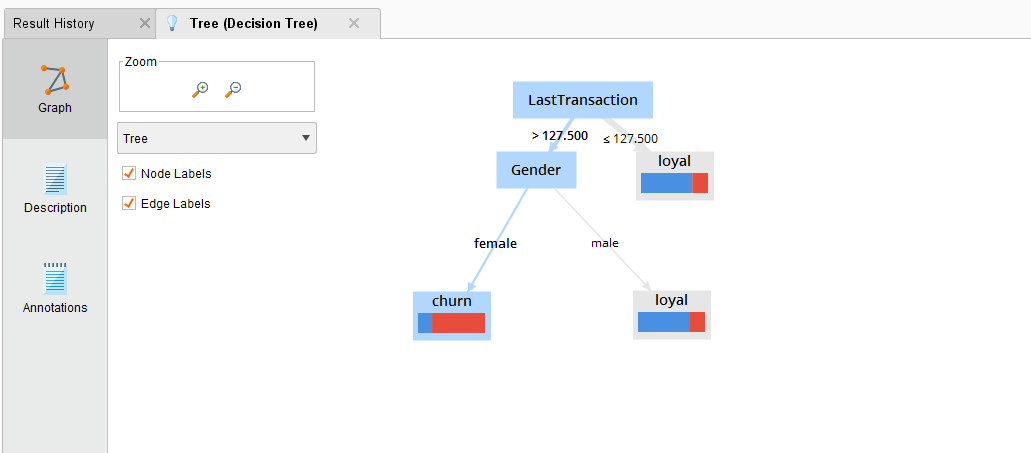 Result History
Tree (Decision Tree)
Graph
Description
Annotations
Zoom
Tree
Node Labels
Edge Labels
LastTransaction
> 127.500
≤ 127.500
Gender
loyal
female
male
churn
loyal